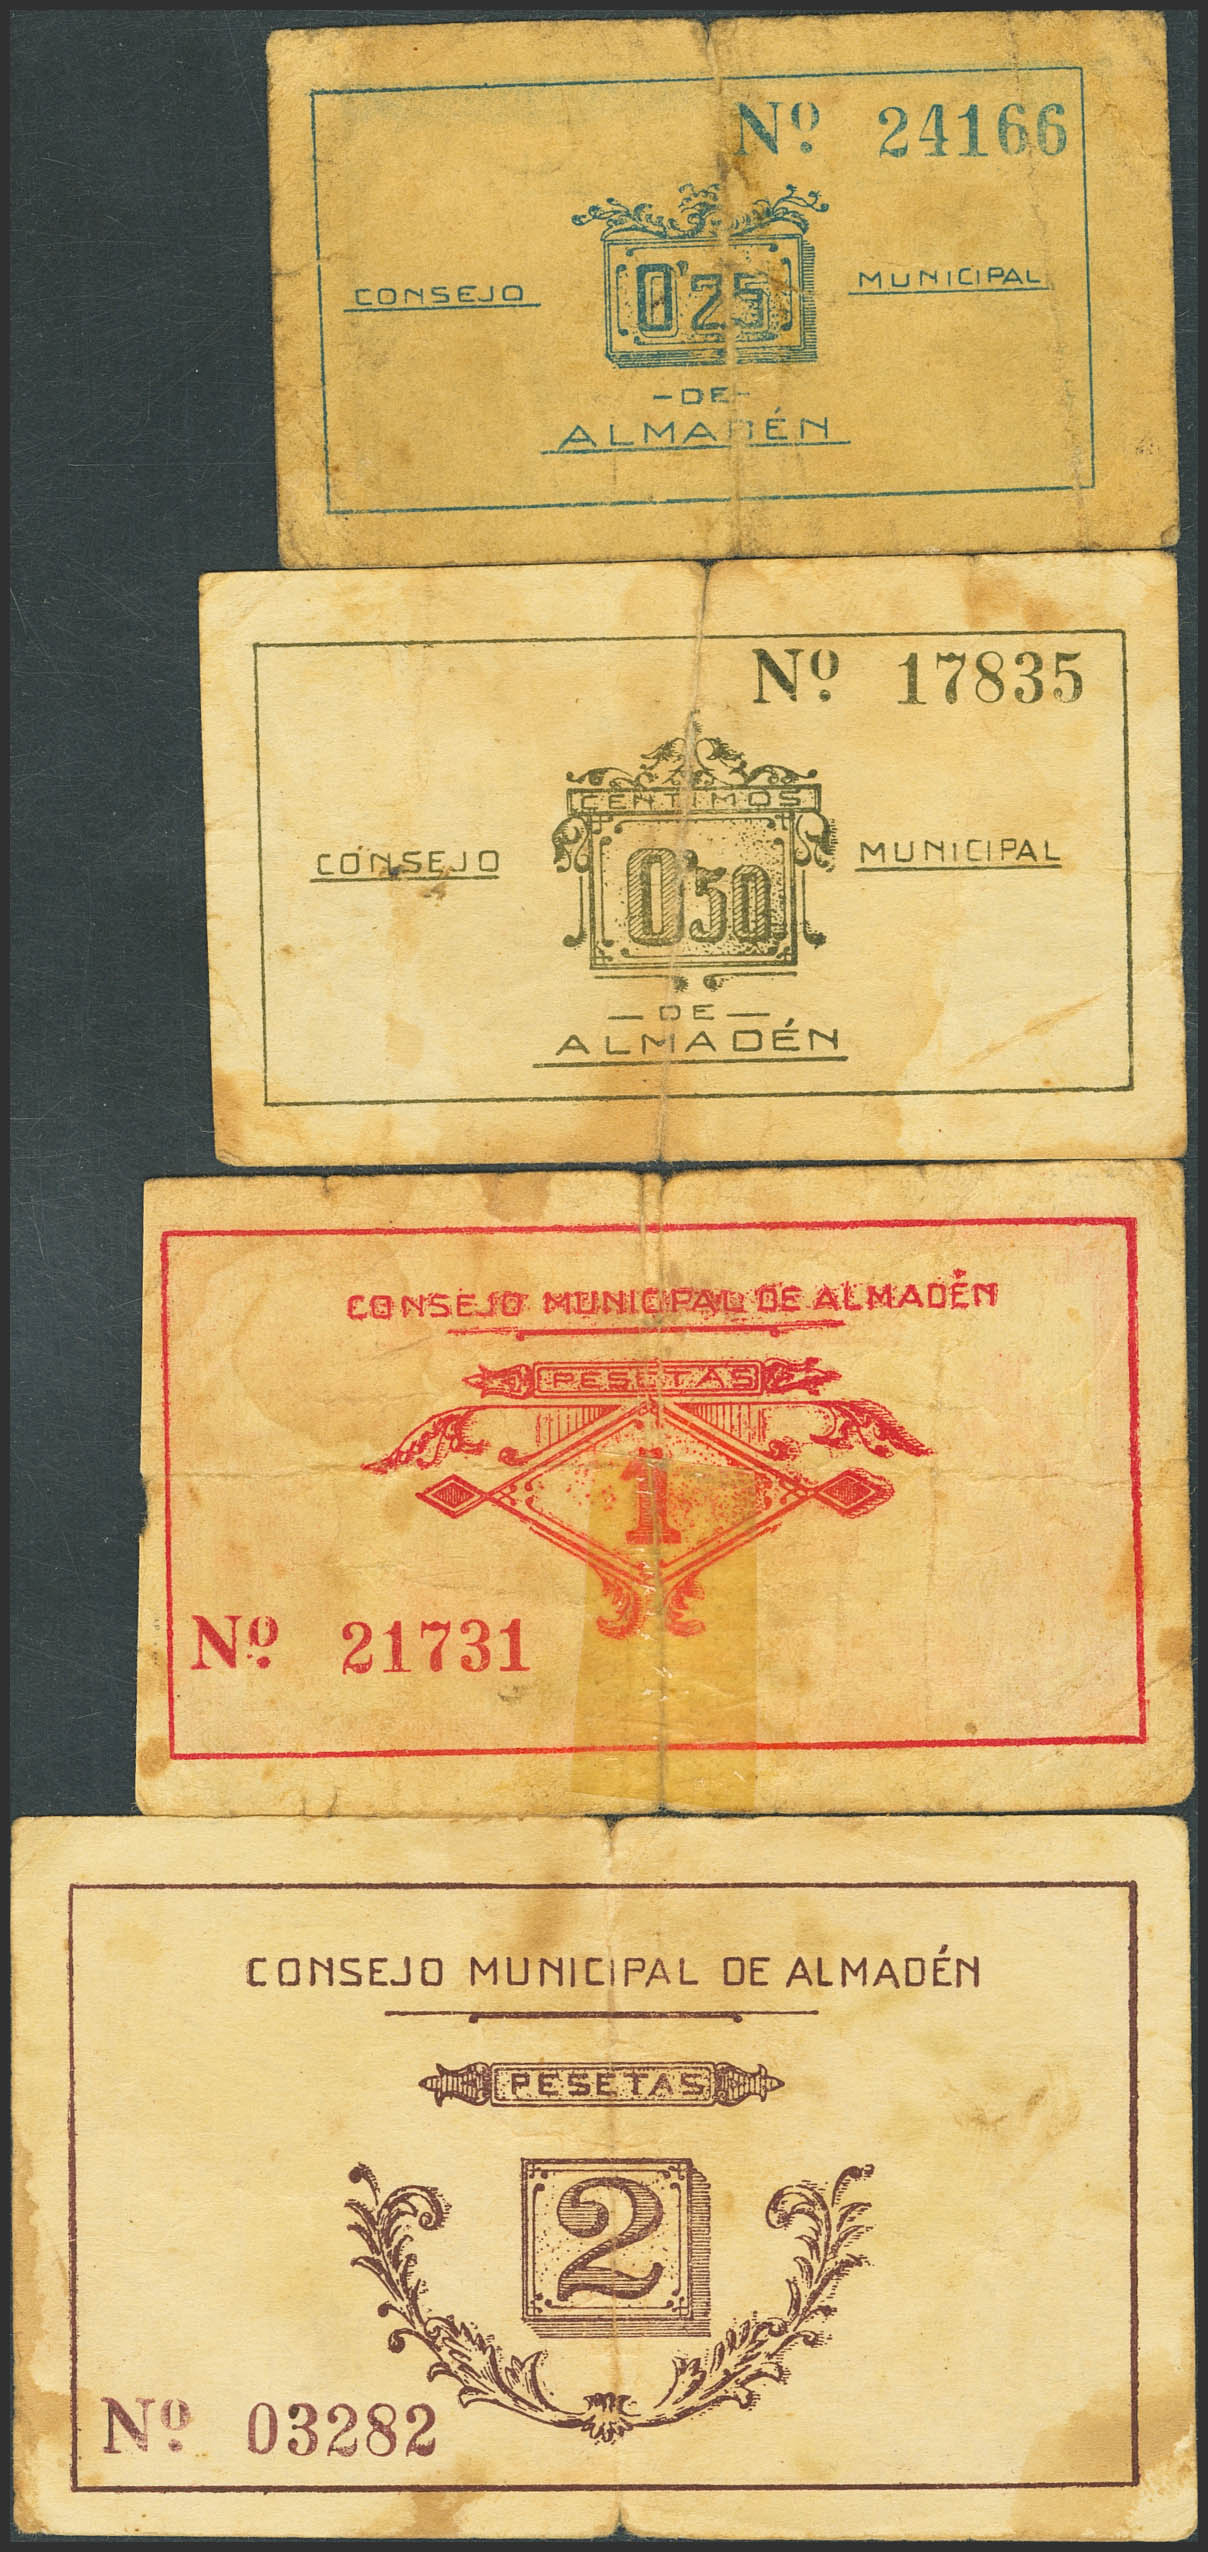 Nº 24166
0'25
CONSEJO MUNICIPAL
-DE-
ALMADÉN
Nº 17835
CENTIMOS
0'50
CONSEJO MUNICIPAL
— DE —
ALMADÉN
CONSEJO MUNICIPAL DE ALMADÉN
PESETAS
1
Nº 21731
CONSEJO MUNICIPAL DE ALMADÉN
PESETAS
2
Nº 03282